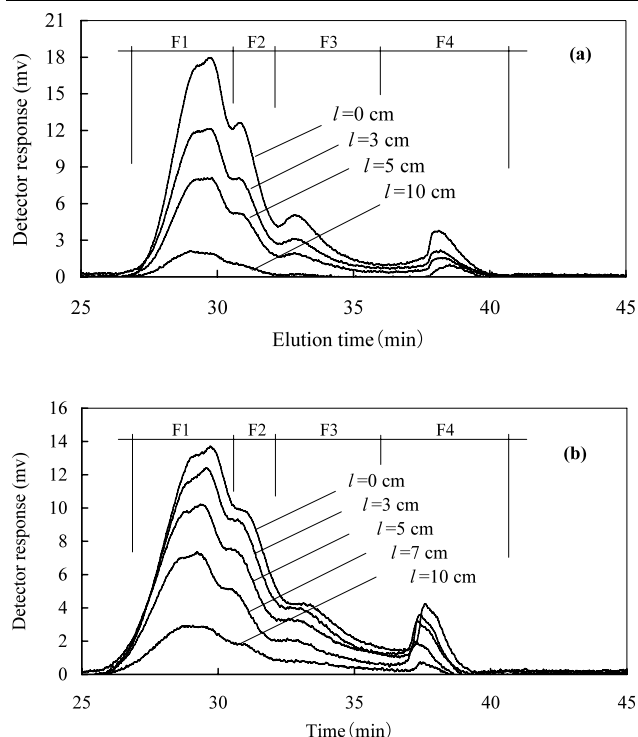 21
18
15
12
9
6
3
0
Detector response (mv)
F1 F2 F3 F4
(a)
l=0 cm
l=3 cm
l=5 cm
l=10 cm
25 30 35 40 45
Elution time(min)
16
14
12
10
8
6
4
2
0
Detector response (mv)
F1 F2 F3 F4
(b)
l=0 cm
l=3 cm
l=5 cm
l=7 cm
l=10 cm
25 30 35 40 45
Time(min)